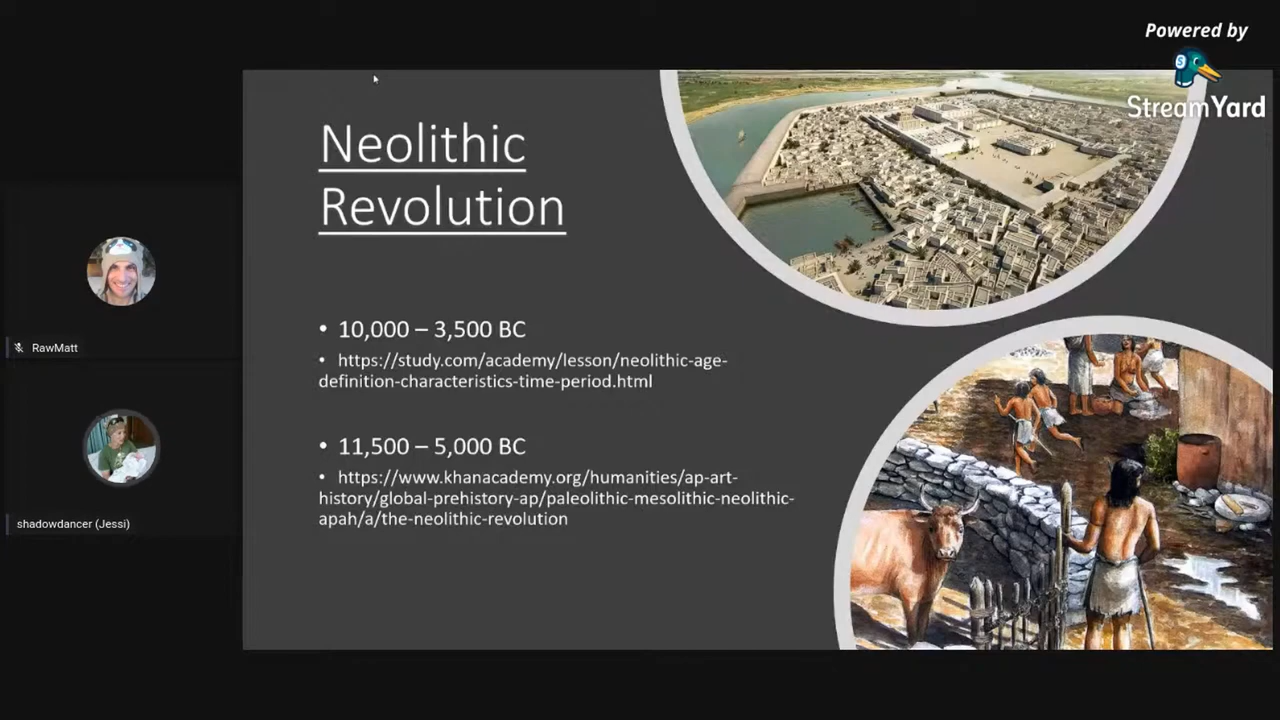 Powered by
StreamYard
Neolithic
Revolution
• 10,000 – 3,500 BC
• https://study.com/academy/lesson/neolithic-age-
definition-characteristics-time-period.html
• 11,500 – 5,000 BC
• https://www.khanacademy.org/humanities/ap-art-
history/global-prehistory-ap/paleolithic-mesolithic-neolithic-
apah/a/the-neolithic-revolution
RawMatt
shadowdancer (Jessi)